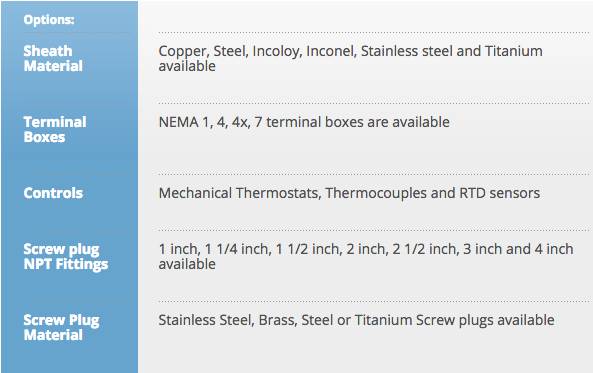 Options:
Sheath Material
Copper, Steel, Incoloy, Inconel, Stainless steel and Titanium
available
Terminal Boxes
NEMA 1, 4, 4x, 7 terminal boxes are available
Controls
Mechanical Thermostats, Thermocouples and RTD sensors
Screw plug NPT Fittings
1 inch, 1 1/4 inch, 1 1/2 inch, 2 inch, 2 1/2 inch, 3 inch and 4 inch
available
Screw Plug Material
Stainless Steel, Brass, Steel or Titanium Screw plugs available